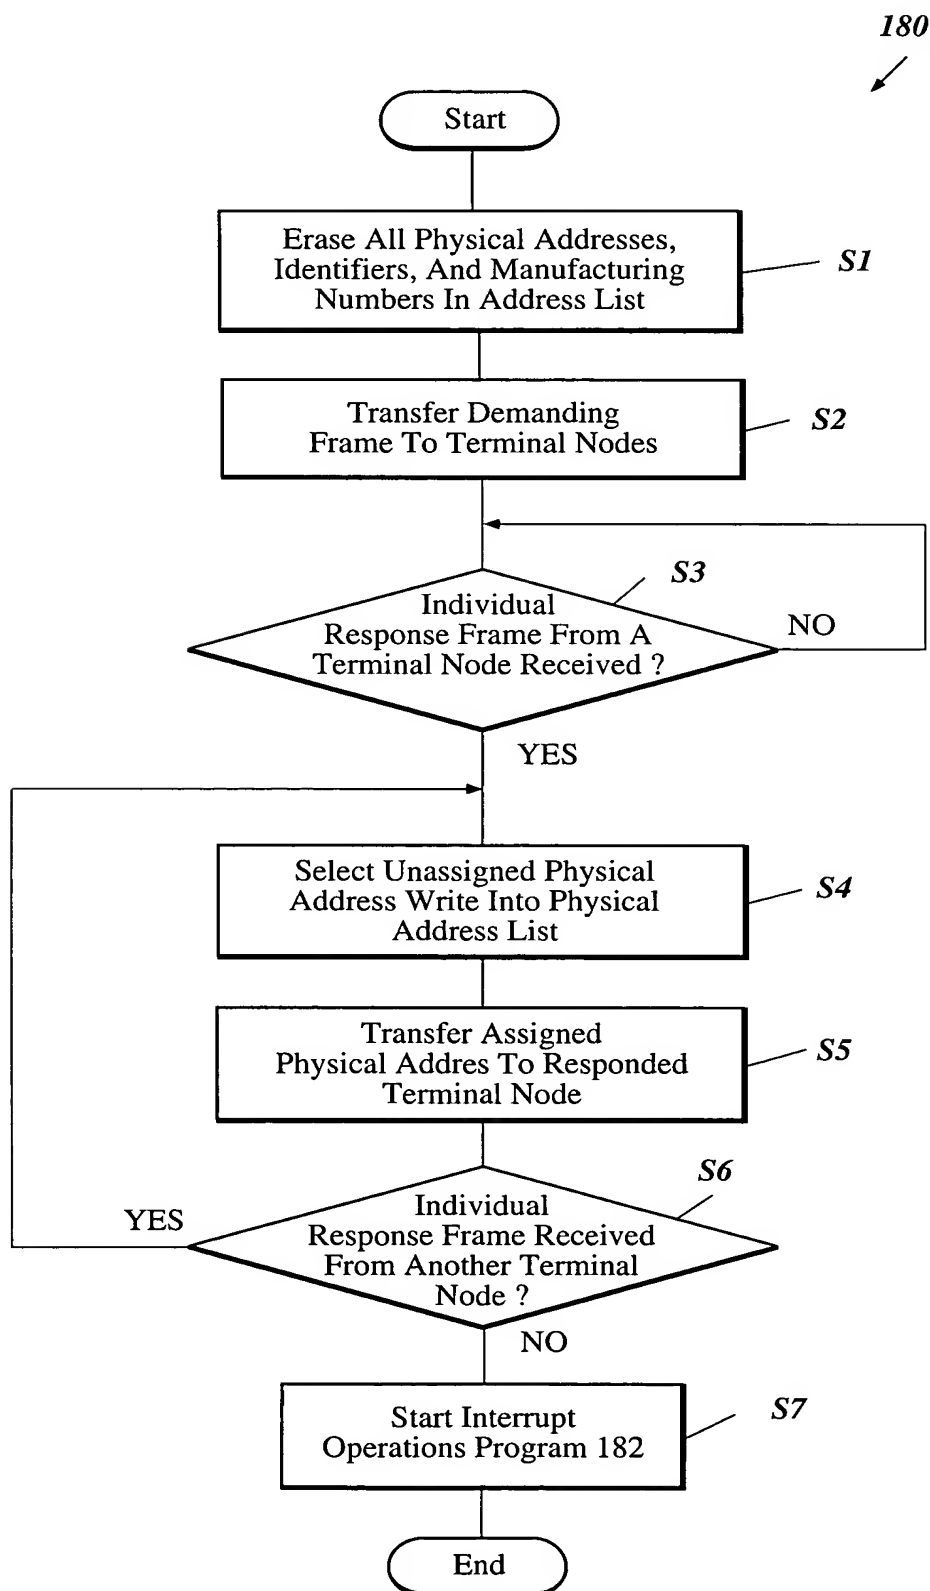 180
Start
Erase All Physical Addresses,
Identifiers, And Manufacturing
Numbers In Address List
S1
Transfer Demanding
Frame To Terminal Nodes
S2
S3
Individual
Response Frame From A
Terminal Node Received ?
NO
YES
Select Unassigned Physical
Address Write Into Physical
Address List
S4
Transfer Assigned
Physical Addres To Responded
Terminal Node
S5
S6
YES
Individual
Response Frame Received
From Another Terminal
Node ?
NO
Start Interrupt
Operations Program 182
S7
End